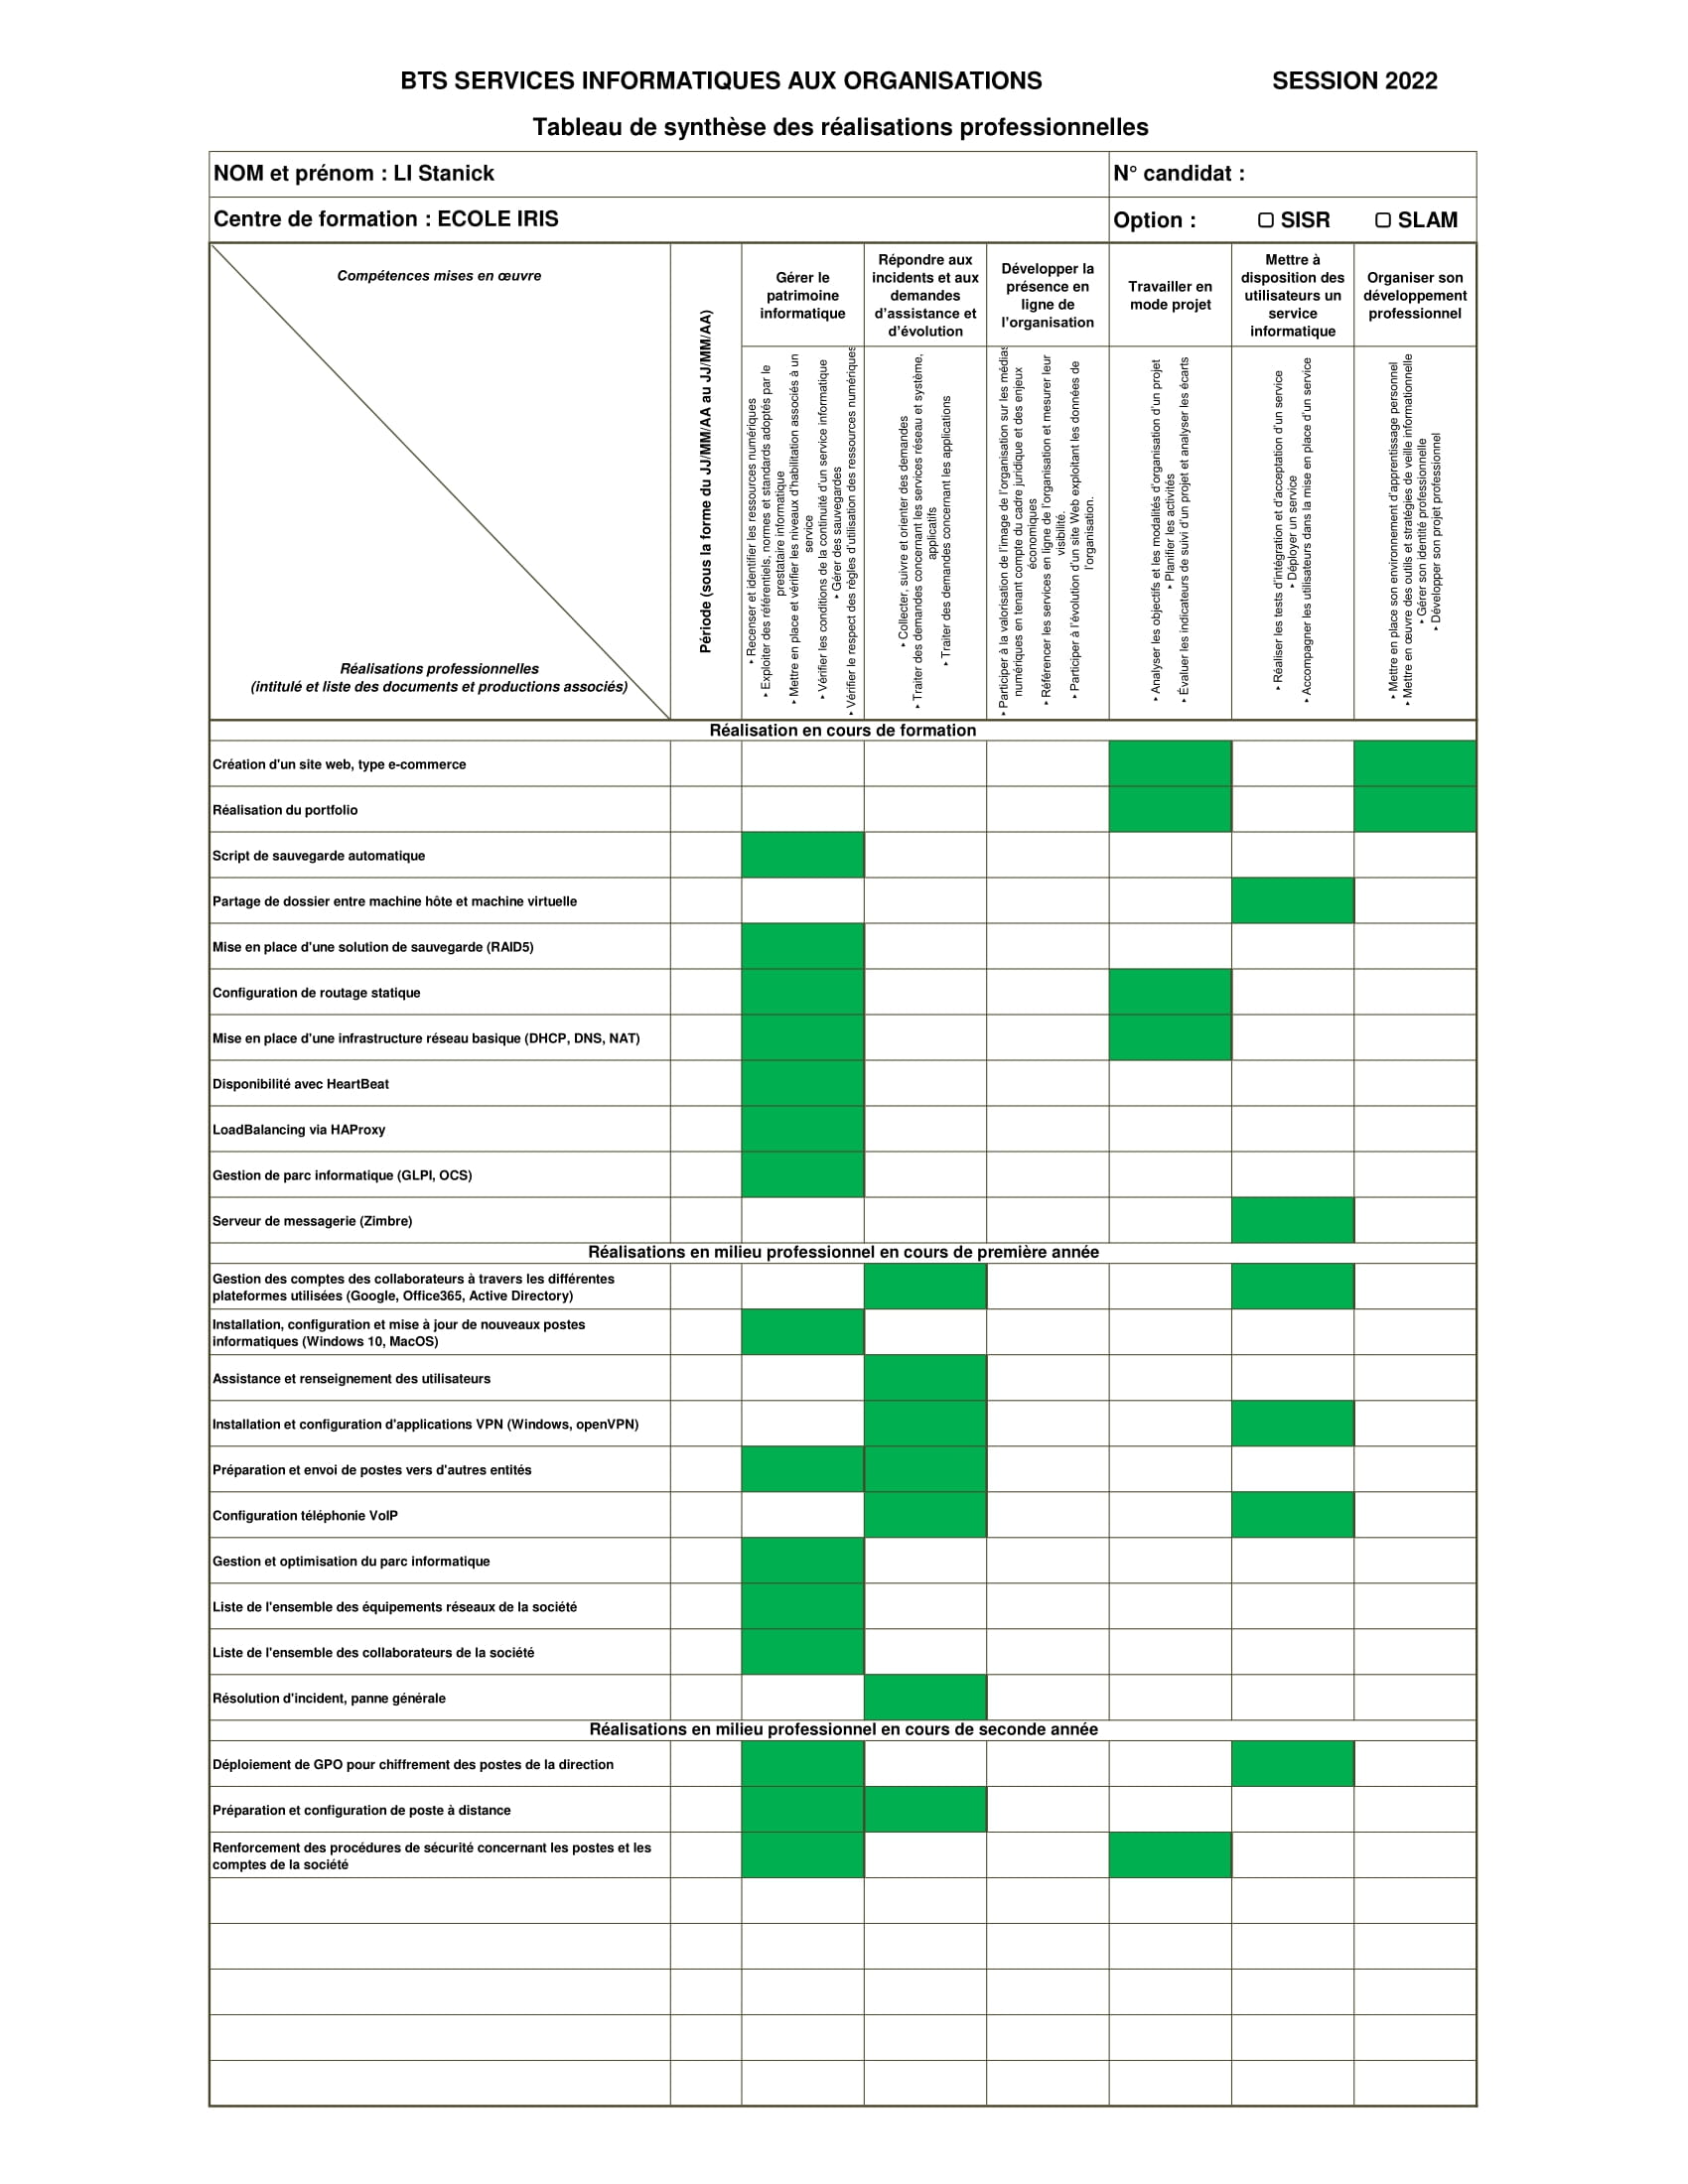 BTS SERVICES INFORMATIQUES AUX ORGANISATIONS SESSION 2022
Tableau de synthèse des réalisations professionnelles
NOM et prénom : LI Stanick
N° candidat :
Centre de formation : ECOLE IRIS
Option : ▢ SISR ▢ SLAM
Compétences mises en œuvre
Réalisations professionnelles
(intitulé et liste des documents et productions associés)
Période (sous la forme du JJ/MM/AA au JJ/MM/AA)
Gérer le
patrimoine
informatique
Répondre aux
incidents et aux
demandes
d’assistance et
d’évolution
Développer la
présence en
ligne de
l’organisation
Travailler en
mode projet
Mettre à
disposition des
utilisateurs un
service
informatique
Organiser son
développement
professionnel
‣ Recenser et identifier les ressources numériques
‣ Exploiter des référentiels, normes et standards adoptés par le
prestataire informatique
‣ Mettre en place et vérifier les niveaux d’habilitation associés à un
service
‣ Vérifier les conditions de la continuité d’un service informatique
‣ Gérer des sauvegardes
‣ Vérifier le respect des règles d’utilisation des ressources numériques
‣ Collecter, suivre et orienter des demandes
‣ Traiter des demandes concernant les services réseau et système,
applicatifs
‣ Traiter des demandes concernant les applications
‣ Participer à la valorisation de l’image de l’organisation sur les médias
numériques en tenant compte du cadre juridique et des enjeux
économiques
‣ Référencer les services en ligne de l’organisation et mesurer leur
visibilité.
‣ Participer à l’évolution d’un site Web exploitant les données de
l’organisation.
‣ Analyser les objectifs et les modalités d’organisation d’un projet
‣ Planifier les activités
‣ Évaluer les indicateurs de suivi d’un projet et analyser les écarts
‣ Réaliser les tests d’intégration et d’acceptation d’un service
‣ Déployer un service
‣ Accompagner les utilisateurs dans la mise en place d’un service
‣ Mettre en place son environnement d’apprentissage personnel
‣ Mettre en œuvre des outils et stratégies de veille informationnelle
‣ Gérer son identité professionnelle
‣ Développer son projet professionnel
Réalisation en cours de formation
Création d'un site web, type e-commerce
Réalisation du portfolio
Script de sauvegarde automatique
Partage de dossier entre machine hôte et machine virtuelle
Mise en place d'une solution de sauvegarde (RAID5)
Configuration de routage statique
Mise en place d'une infrastructure réseau basique (DHCP, DNS, NAT)
Disponibilité avec HeartBeat
LoadBalancing via HAProxy
Gestion de parc informatique (GLPI, OCS)
Serveur de messagerie (Zimbre)
Réalisations en milieu professionnel en cours de première année
Gestion des comptes des collaborateurs à travers les différentes
plateformes utilisées (Google, Office365, Active Directory)
Installation, configuration et mise à jour de nouveaux postes
informatiques (Windows 10, MacOS)
Assistance et renseignement des utilisateurs
Installation et configuration d'applications VPN (Windows, openVPN)
Préparation et envoi de postes vers d'autres entités
Configuration téléphonie VoIP
Gestion et optimisation du parc informatique
Liste de l'ensemble des équipements réseaux de la société
Liste de l'ensemble des collaborateurs de la société
Résolution d'incident, panne générale
Réalisations en milieu professionnel en cours de seconde année
Déploiement de GPO pour chiffrement des postes de la direction
Préparation et configuration de poste à distance
Renforcement des procédures de sécurité concernant les postes et les
comptes de la société